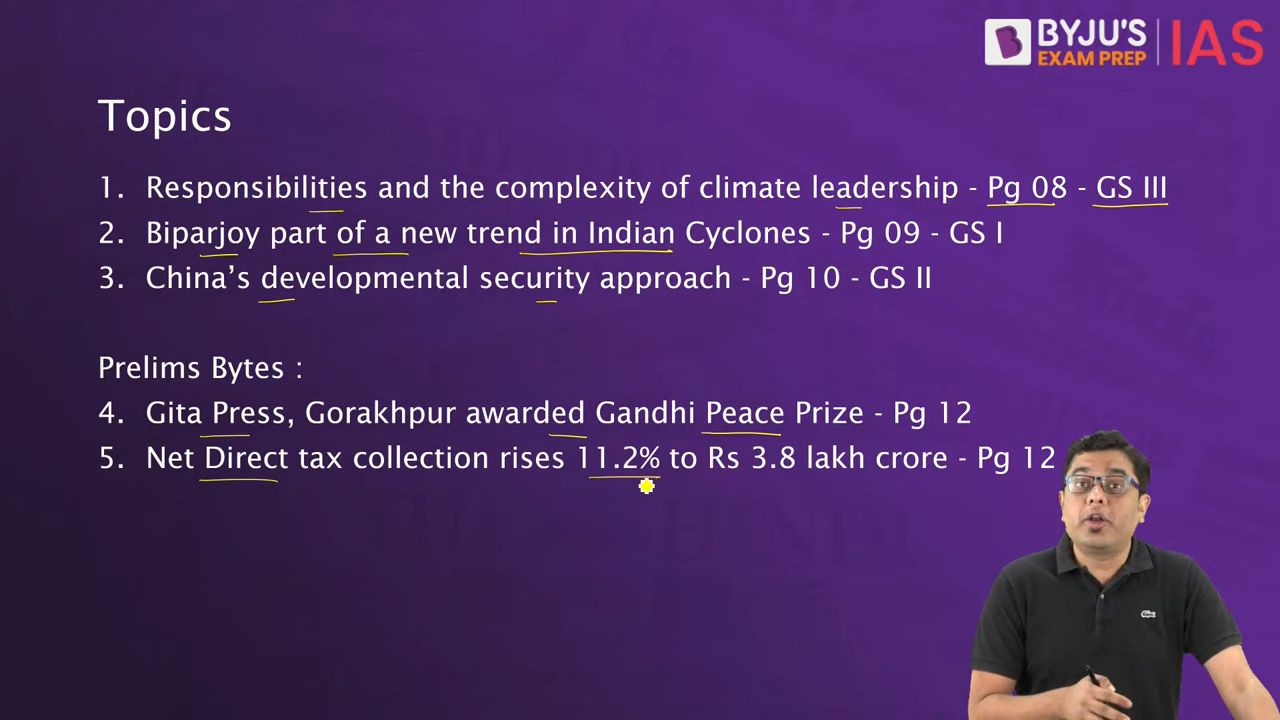 BYJU'S
EXAM PREP
IAS
Topics
1. Responsibilities and the complexity of climate leadership - Pg 08 - GS III
2. Biparjoy part of a new trend in Indian Cyclones - Pg 09 - GS I
3. China's developmental security approach - Pg 10 - GS II
Prelims Bytes :
4. Gita Press, Gorakhpur awarded Gandhi Peace Prize - Pg 12
5. Net Direct tax collection rises 11.2% to Rs 3.8 lakh crore - Pg 12